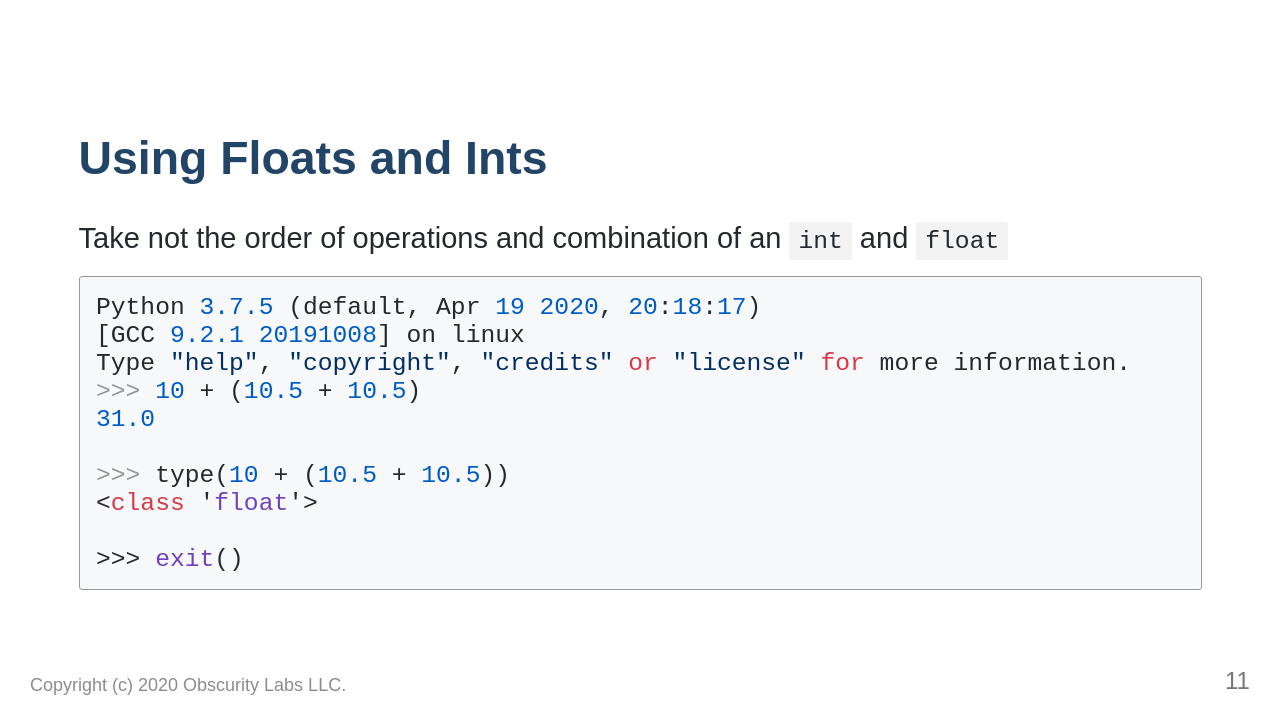 Using Floats and Ints
Take not the order of operations and combination of an int and float
Python 3.7.5 (default, Apr 19 2020, 20:18:17)
[GCC 9.2.1 20191008] on linux
Type "help", "copyright", "credits" or "license" for more information.
>>> 10 + (10.5 + 10.5)
31.0
>>> type(10 + (10.5 + 10.5))
<class 'float'>
>>> exit()
Copyright (c) 2020 Obscurity Labs LLC.
11